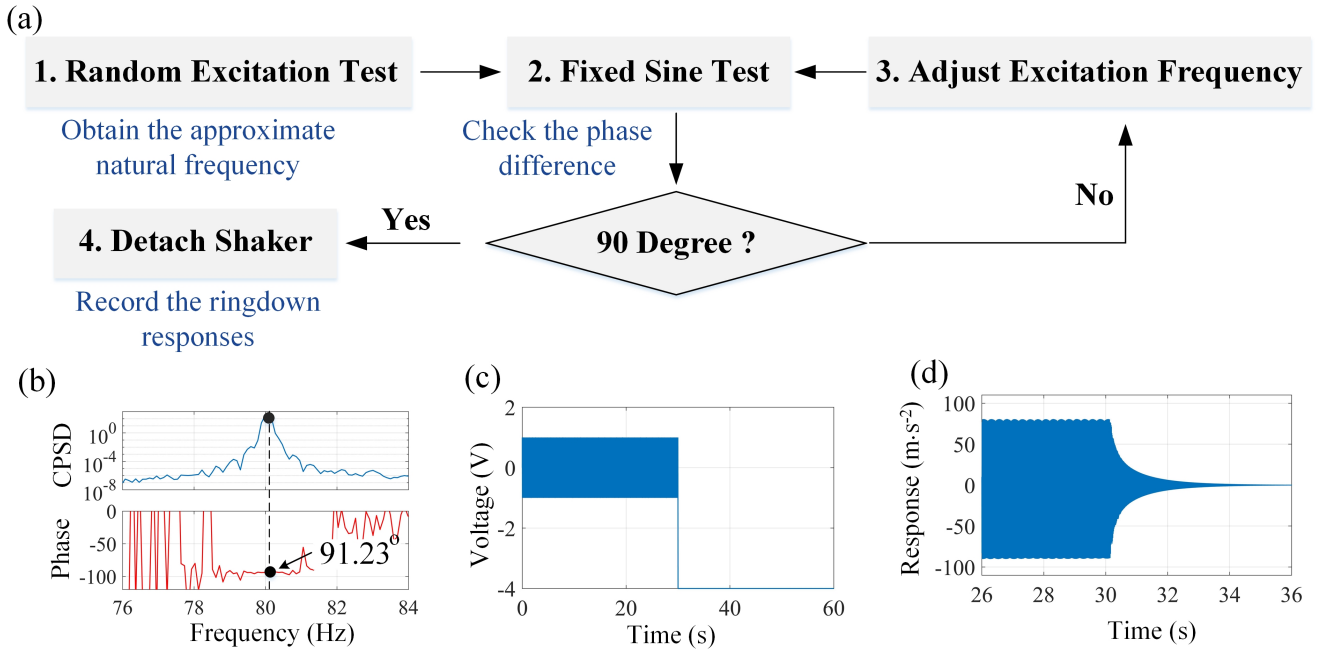 (a)
1. Random Excitation Test
2. Fixed Sine Test
3. Adjust Excitation Frequency
Obtain the approximate
natural frequency
Check the phase
difference
No
Yes
4. Detach Shaker
90 Degree ?
Record the ringdown
responses
(b)
CPSD
10^0
10^-4
10^-8
Phase
0
-50
-100
91.23°
76 78 80 82 84
Frequency (Hz)
(c)
Voltage (V)
2
0
-2
-4
0 20 40 60
Time (s)
(d)
Response (m·s^-2)
100
50
0
-50
-100
26 28 30 32 34 36
Time (s)